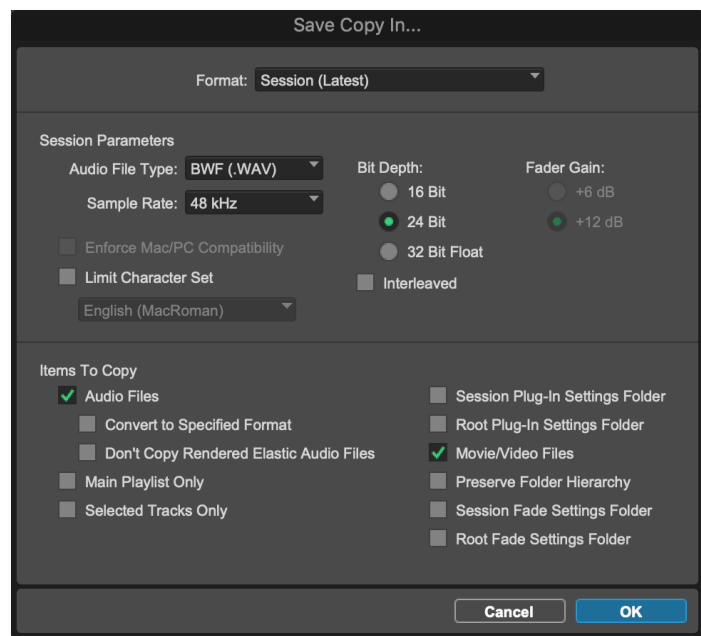 Save Copy In...
Format: Session (Latest)
Session Parameters
Audio File Type: BWF (.WAV)
Sample Rate: 48 kHz
Enforce Mac/PC Compatibility
Limit Character Set
English (MacRoman)
Bit Depth:
16 Bit
24 Bit
32 Bit Float
Interleaved
Fader Gain:
+6 dB
+12 dB
Items To Copy
Audio Files
Convert to Specified Format
Don't Copy Rendered Elastic Audio Files
Main Playlist Only
Selected Tracks Only
Session Plug-In Settings Folder
Root Plug-In Settings Folder
Movie/Video Files
Preserve Folder Hierarchy
Session Fade Settings Folder
Root Fade Settings Folder
Cancel
OK